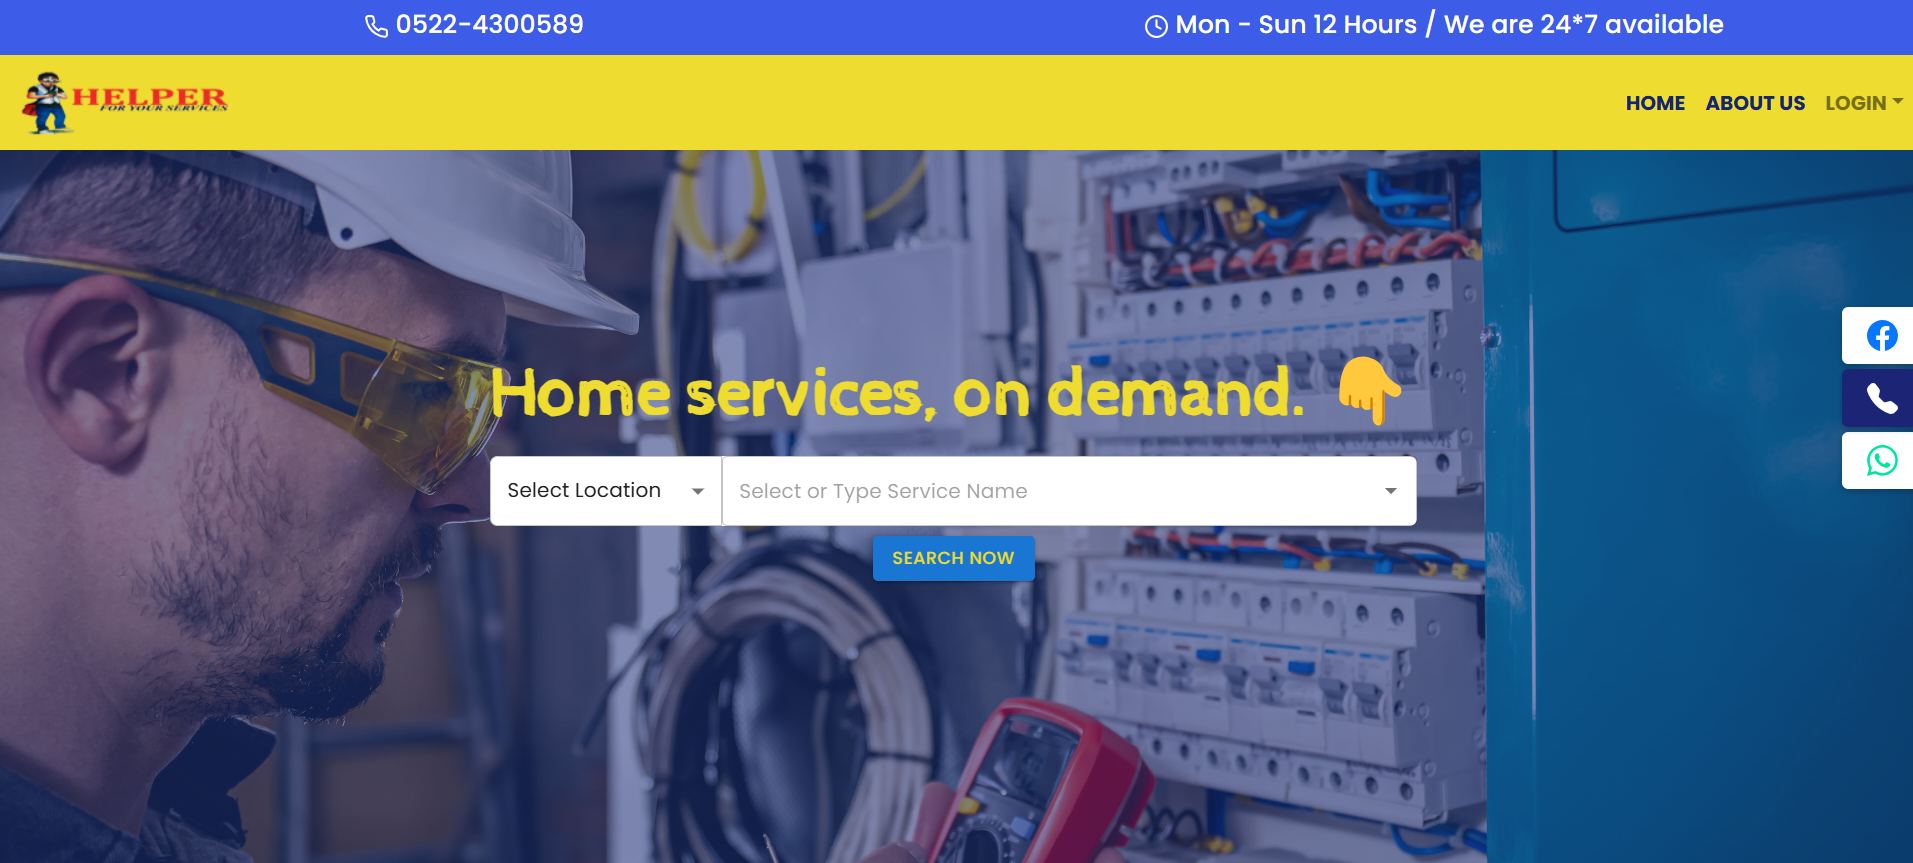 0522-4300589
Mon - Sun 12 Hours / We are 24*7 available
HELPER
FOR YOUR SERVICES
HOME
ABOUT US
LOGIN
Home services, on demand.
Select Location
Select or Type Service Name
SEARCH NOW